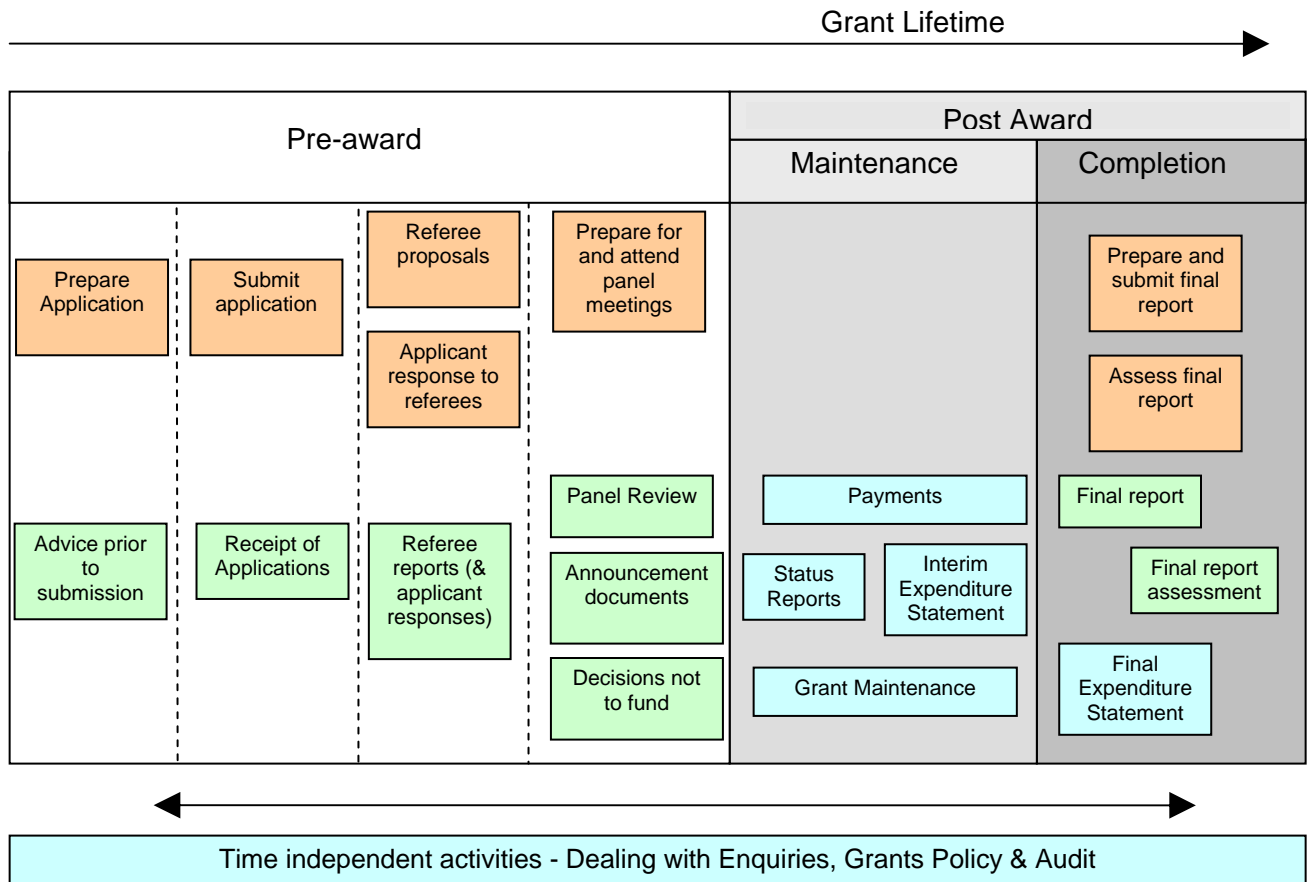 Grant Lifetime
Pre-award
Post Award
Maintenance
Completion
Prepare
Application
Submit
application
Referee
proposals
Applicant
response to
referees
Prepare for
and attend
panel
meetings
Prepare and
submit final
report
Assess final
report
Advice prior
to
submission
Receipt of
Applications
Referee
reports (&
applicant
responses)
Panel Review
Announcement
documents
Decisions not
to fund
Payments
Status
Reports
Interim
Expenditure
Statement
Grant Maintenance
Final report
Final report
assessment
Final
Expenditure
Statement
Time independent activities - Dealing with Enquiries, Grants Policy & Audit